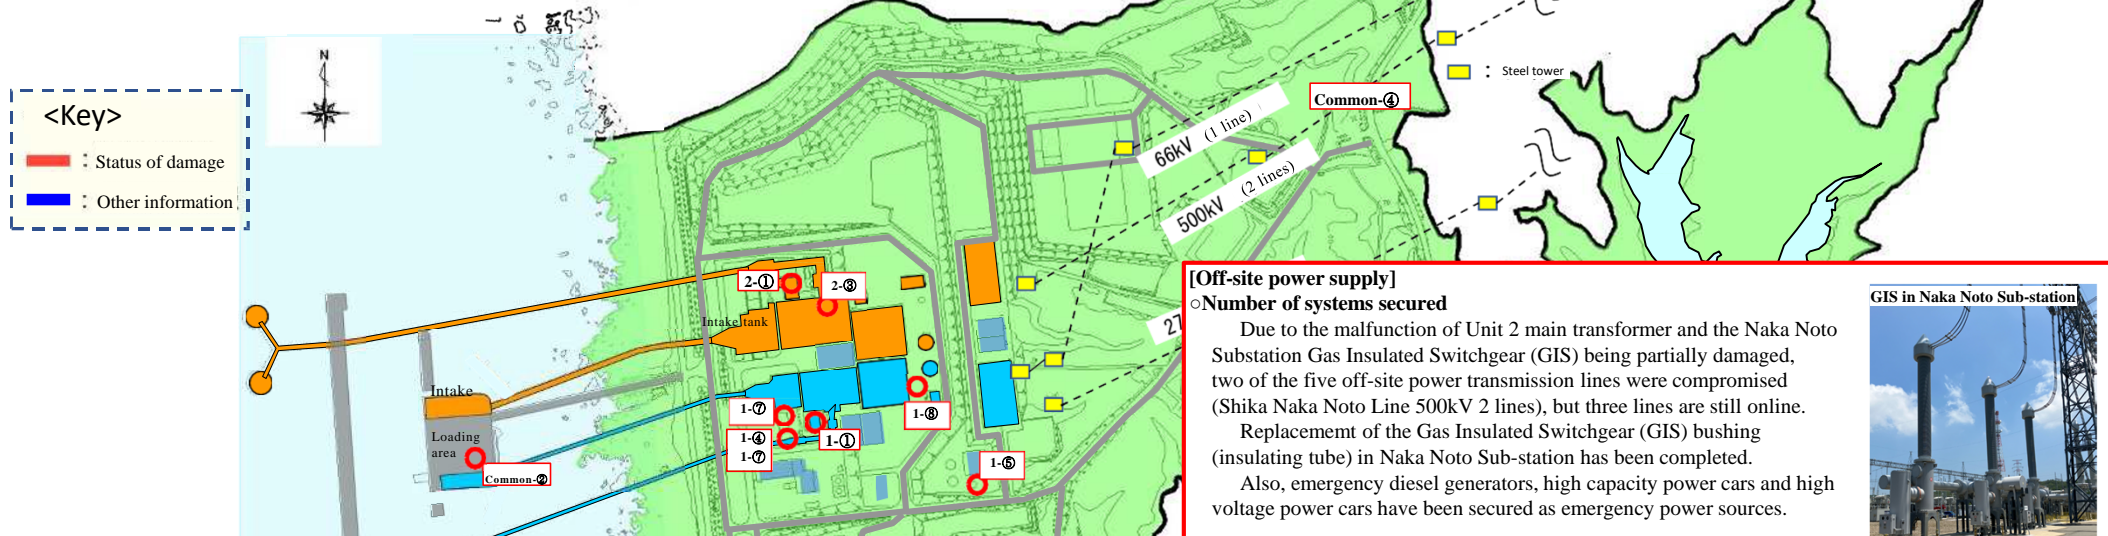 N
<Key>
: Status of damage
: Other information
: Steel tower
Common-④
66kV (1 line)
500kV (2 lines)
27
2-①
2-③
Intake tank
Intake
Loading
area
Common-②
1-⑦
1-④
1-⑦
1-①
1-⑧
1-⑤
[Off-site power supply]
○Number of systems secured
Due to the malfunction of Unit 2 main transformer and the Naka Noto
Substation Gas Insulated Switchgear (GIS) being partially damaged,
two of the five off-site power transmission lines were compromised
(Shika Naka Noto Line 500kV 2 lines), but three lines are still online.
Replacememt of the Gas Insulated Switchgear (GIS) bushing
(insulating tube) in Naka Noto Sub-station has been completed.
Also, emergency diesel generators, high capacity power cars and high
voltage power cars have been secured as emergency power sources.
GIS in Naka Noto Sub-station